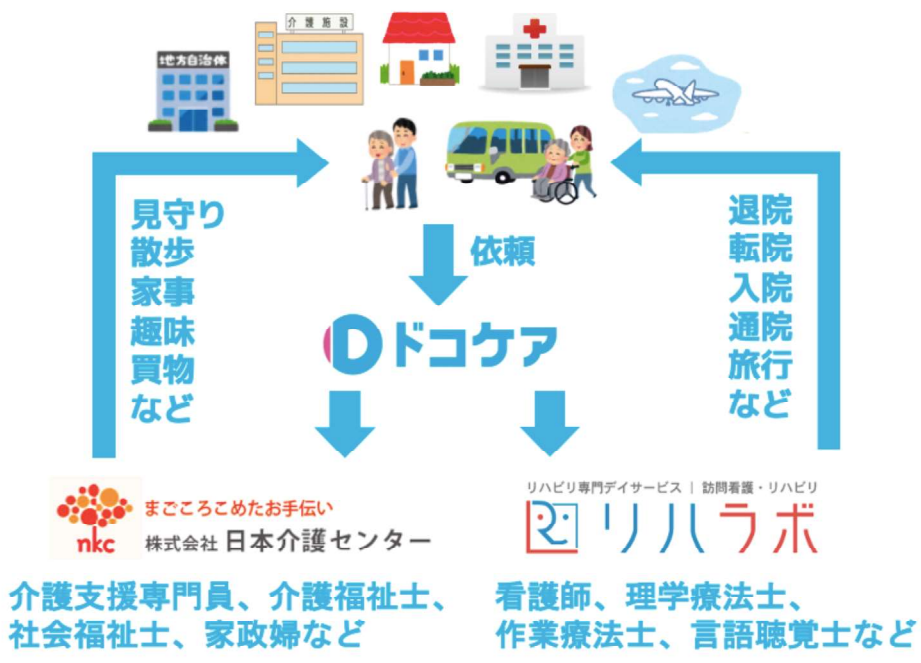 介護施設
地方自治体
見守り
散歩
家事
趣味
買物
など
依頼
退院
転院
入院
通院
旅行
など
ドコケア
nkc
まごころこめたお手伝い
株式会社 日本介護センター
リハビリ専門デイサービス | 訪問看護・リハビリ
リハラボ
介護支援専門員、介護福祉士、
社会福祉士、家政婦など
看護師、理学療法士、
作業療法士、言語聴覚士など